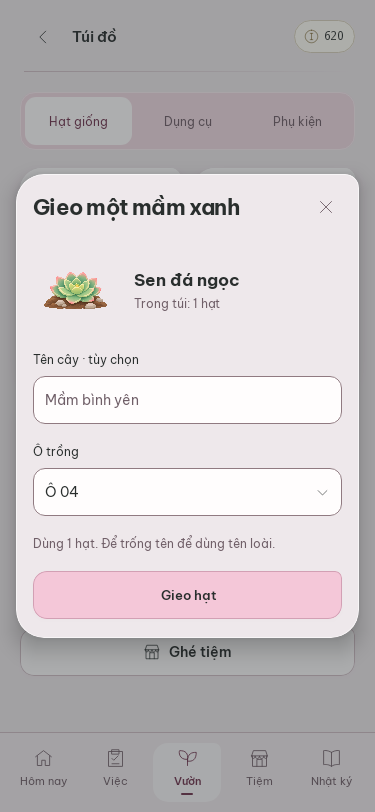 Túi đồ
620
Hạt giống
Dụng cụ
Phụ kiện
Gieo một mầm xanh
Sen đá ngọc
Trong túi: 1 hạt
Tên cây · tùy chọn
Mầm bình yên
Ô trồng
Ô 04
Dùng 1 hạt. Để trống tên để dùng tên loài.
Gieo hạt
Ghé tiệm
Hôm nay
Việc
Vườn
Tiệm
Nhật ký